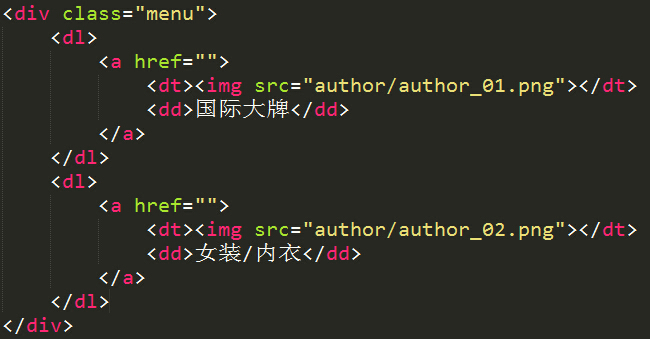 <div class="menu">
    <dl>
        <a href="">
            <dt><img src="author/author_01.png"></dt>
            <dd>国际大牌</dd>
        </a>
    </dl>
    <dl>
        <a href="">
            <dt><img src="author/author_02.png"></dt>
            <dd>女装/内衣</dd>
        </a>
    </dl>
</div>